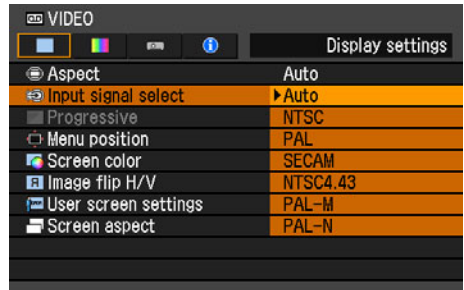 VIDEO
Display settings
Aspect Auto
Input signal select Auto
Progressive NTSC
Menu position PAL
Screen color SECAM
Image flip H/V NTSC4.43
User screen settings PAL-M
Screen aspect PAL-N